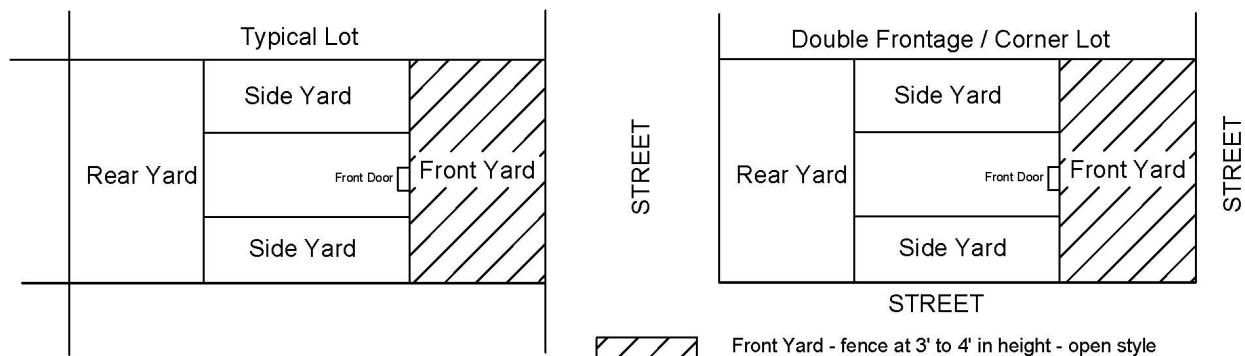 Typical Lot
Side Yard
Rear Yard
Front Door
Front Yard
Side Yard
STREET
Double Frontage / Corner Lot
Side Yard
Rear Yard
Front Door
Front Yard
Side Yard
STREET
STREET
Front Yard - fence at 3' to 4' in height - open style